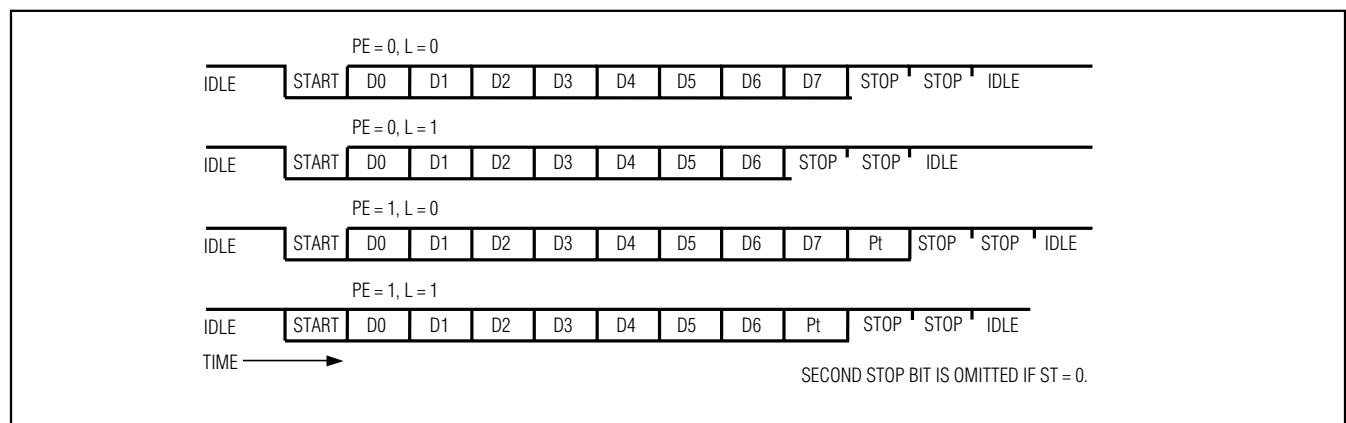 PE = 0, L = 0
IDLE START D0 D1 D2 D3 D4 D5 D6 D7 STOP STOP IDLE
PE = 0, L = 1
IDLE START D0 D1 D2 D3 D4 D5 D6 STOP STOP IDLE
PE = 1, L = 0
IDLE START D0 D1 D2 D3 D4 D5 D6 D7 Pt STOP STOP IDLE
PE = 1, L = 1
IDLE START D0 D1 D2 D3 D4 D5 D6 Pt STOP STOP IDLE
TIME
SECOND STOP BIT IS OMITTED IF ST = 0.